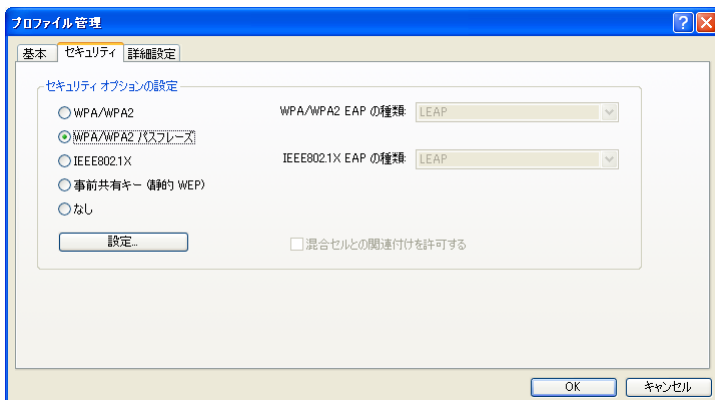 プロファイル管理
基本 セキュリティ 詳細設定
セキュリティ オプションの設定
WPA/WPA2 WPA/WPA2 EAP の種類: LEAP
WPA/WPA2 パスフレーズ
IEEE802.1X IEEE802.1X EAP の種類: LEAP
事前共有キー (静的 WEP)
なし
設定... 混合セルとの関連付けを許可する
OK キャンセル